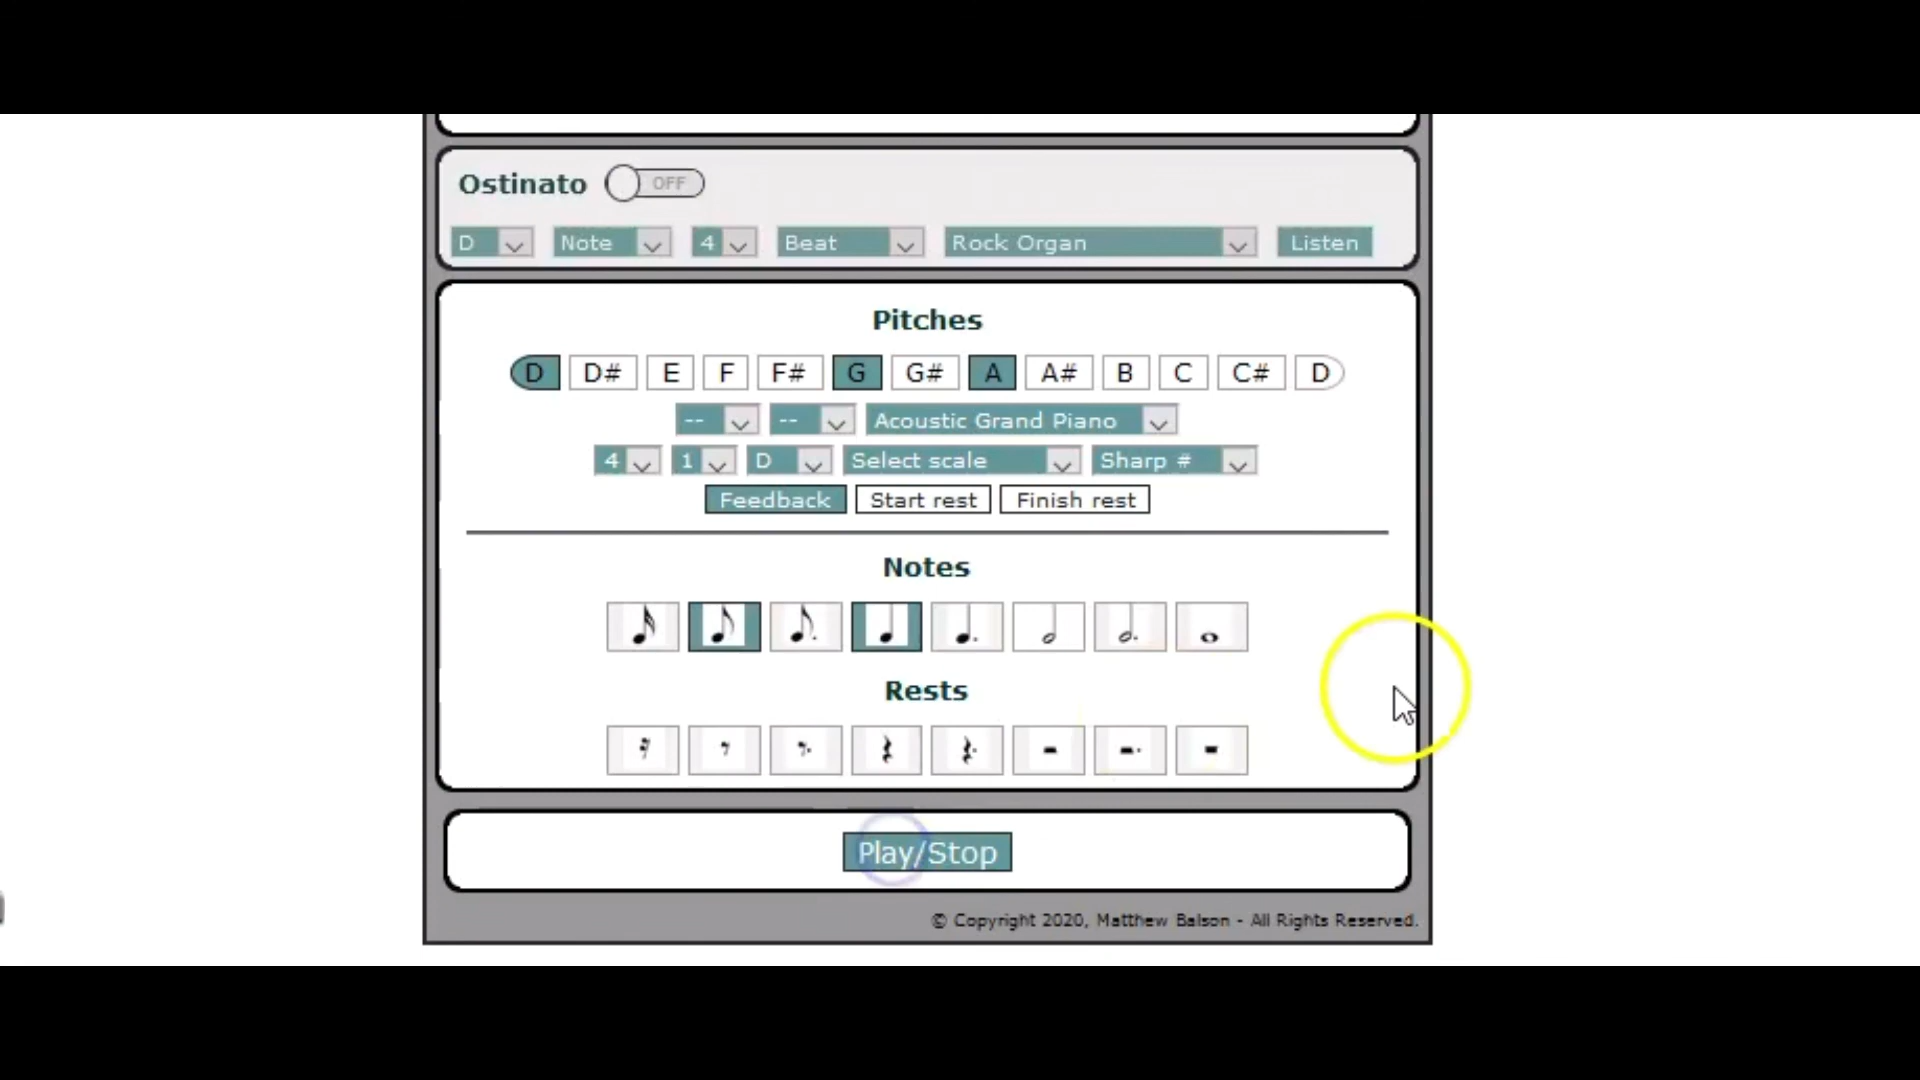 Ostinato OFF
D Note 4 Beat Rock Organ Listen
Pitches
D D# E F F# G G# A A# B C C# D
-- -- Acoustic Grand Piano
4 1 D Select scale Sharp #
Feedback Start rest Finish rest
Notes
Rests
Play/Stop
© Copyright 2020, Matthew Balson - All Rights Reserved.